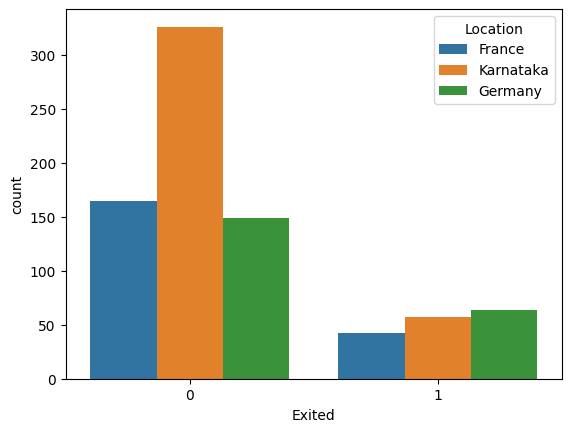 Location
France
Karnataka
Germany
300
250
200
150
100
50
0
count
0 1
Exited